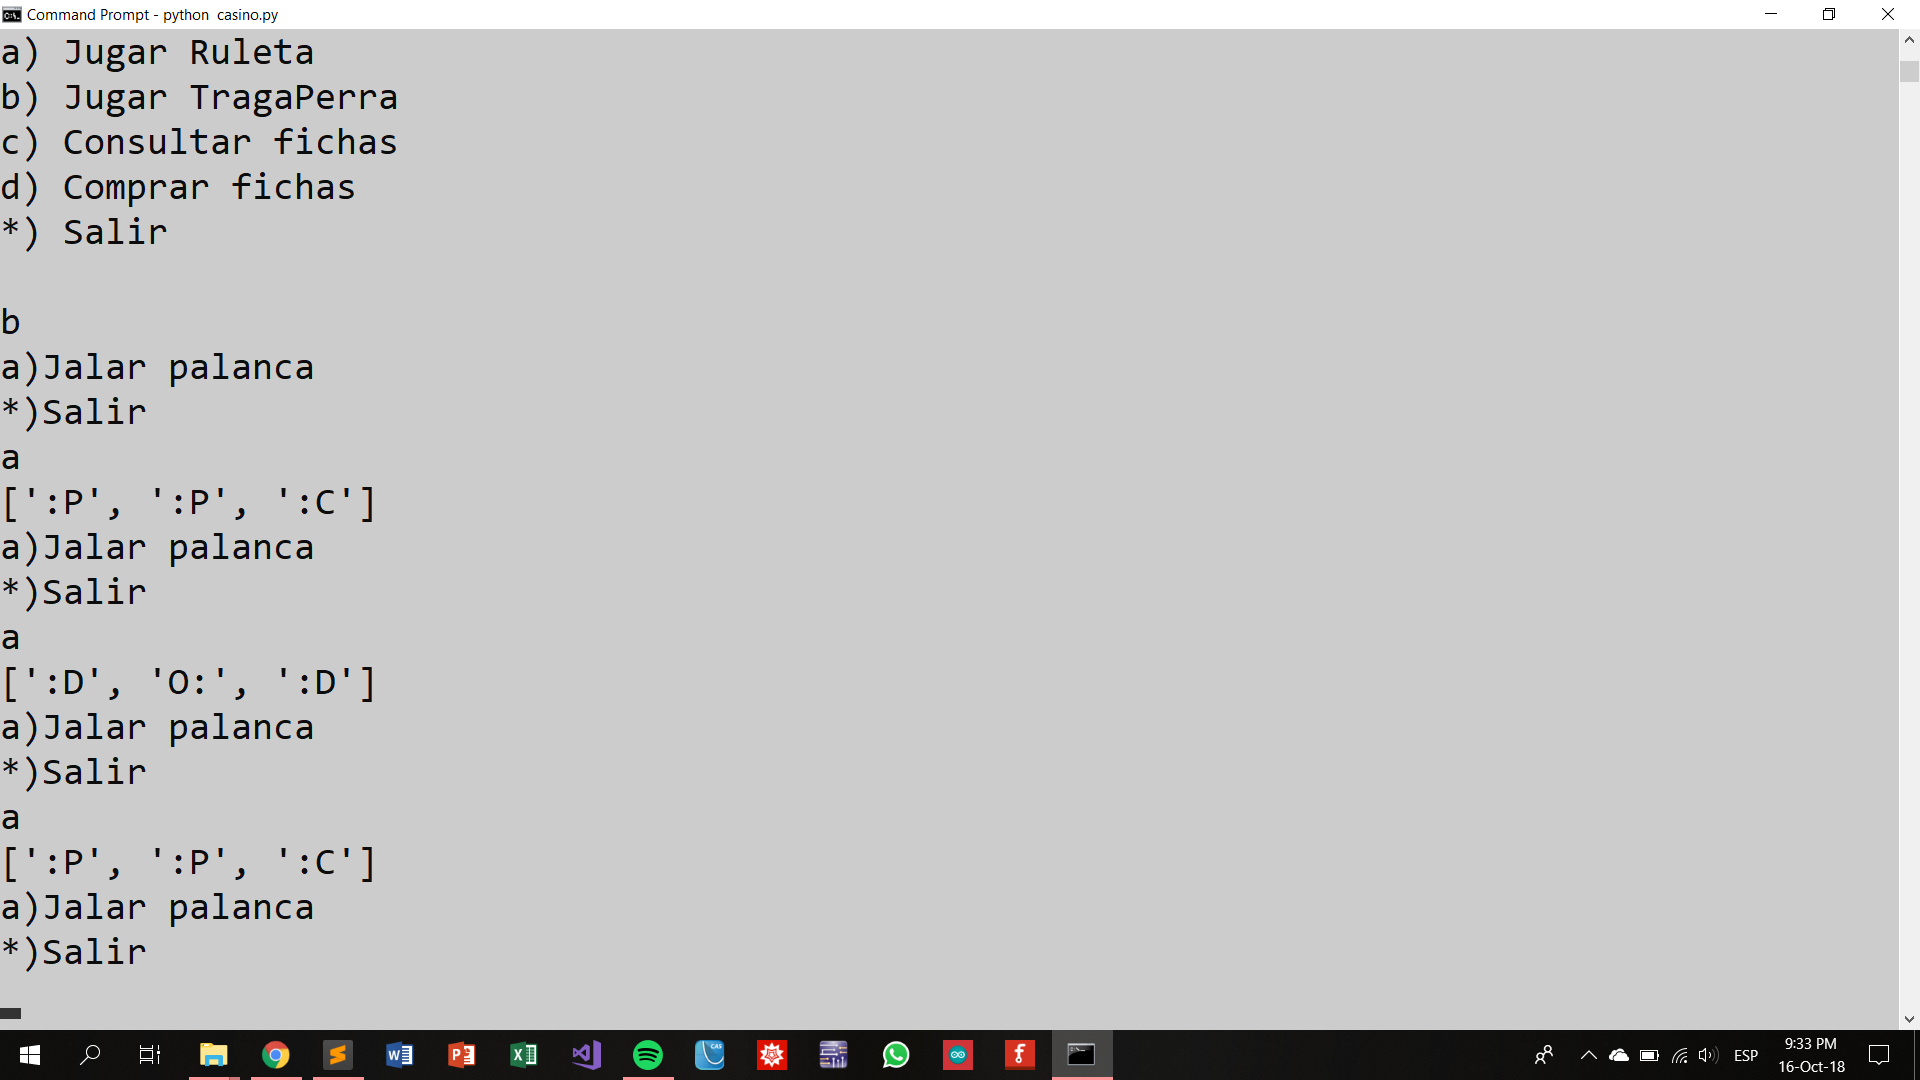 Command Prompt - python  casino.py
a) Jugar Ruleta
b) Jugar TragaPerra
c) Consultar fichas
d) Comprar fichas
*) Salir
b
a)Jalar palanca
*)Salir
a
[':P', ':P', ':C']
a)Jalar palanca
*)Salir
a
[':D', 'O:', ':D']
a)Jalar palanca
*)Salir
a
[':P', ':P', ':C']
a)Jalar palanca
*)Salir
ESP
9:33 PM
16-Oct-18